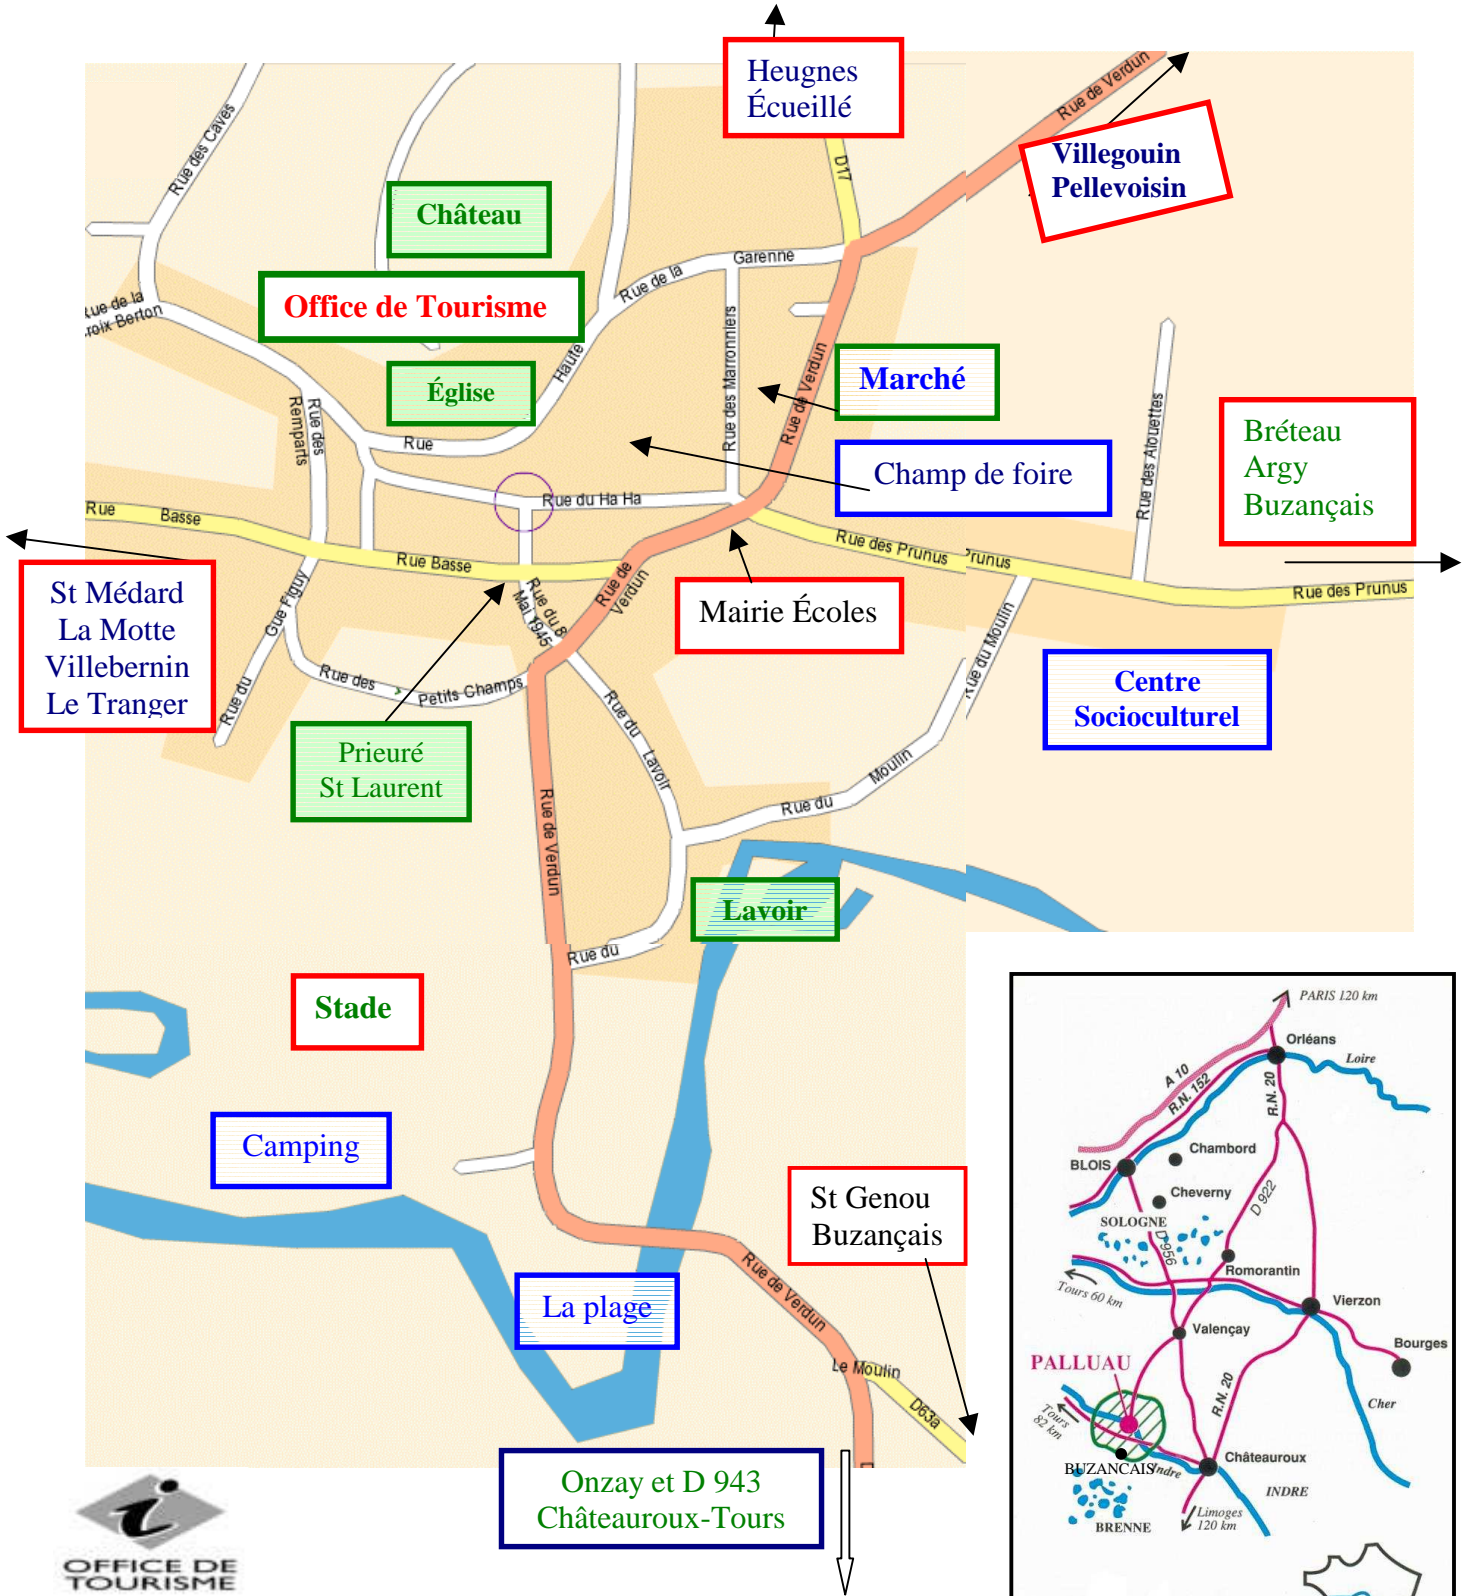 Heugnes
Écueillé
Rue de Verdun
Villegouin
Pellevoisin
D17
Rue des Caves
Château
Garenne
Rue de la
Office de Tourisme
Rue de la
roix Berton
Haute
Rue des Marronniers
Rue de Verdun
Marché
Église
Rue des
Remparts
Rue
Champ de foire
Rue des Alouettes
Bréteau
Argy
Buzançais
Rue du Ha Ha
Rue
Basse
Rue Basse
Rue des Prunus
Prunus
Rue des Prunus
St Médard
La Motte
Villebernin
Le Tranger
Gue Figuy
Rue du
Rue du 8
Mai 1945
Rue de
Verdun
Mairie Écoles
Rue du Moulin
Rue des
Petits Champs
Centre
Socioculturel
Prieuré
St Laurent
Rue du
Lavoir
Moulin
Rue du
Rue de Verdun
Lavoir
Rue du
Stade
Camping
St Genou
Buzançais
La plage
Rue de Verdun
Le Moulin
D63a
Onzay et D 943
Châteauroux-Tours
OFFICE DE
TOURISME
PARIS 120 km
Orléans
Loire
A 10
R.N. 152
R.N. 20
Chambord
BLOIS
Cheverny
D 922
SOLOGNE
D 956
Romorantin
Tours 60 km
Vierzon
Valençay
Bourges
PALLUAU
R.N. 20
Cher
Tours
82 km
Châteauroux
BUZANCAIS
Indre
INDRE
BRENNE
Limoges
120 km